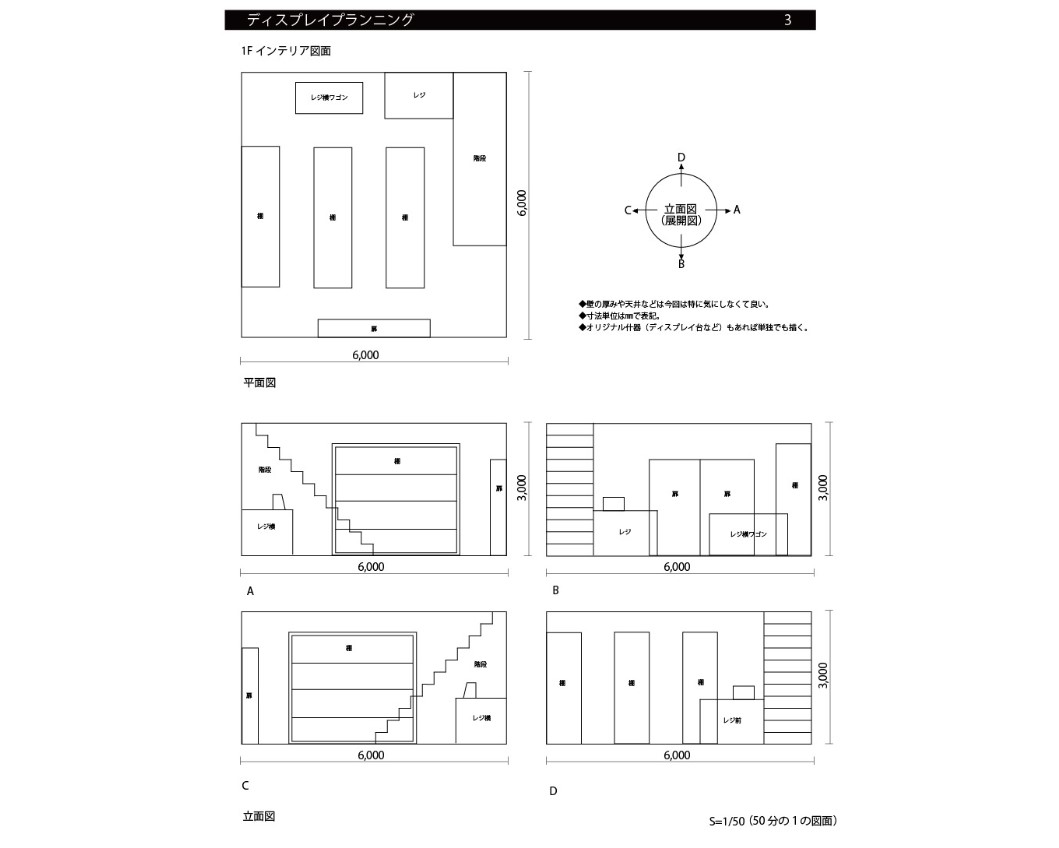 ディスプレイプランニング 3
1F インテリア図面
レジ横ワゴン
レジ
階段
棚
棚
棚
扉
6,000
6,000
平面図
D
C
立面図
(展開図)
A
B
◆壁の厚みや天井などは今回は特に気にしなくて良い。
◆寸法単位は㎜で表記。
◆オリジナル什器（ディスプレイ台など）もあれば単独でも描く。
階段
棚
扉
レジ横
3,000
6,000
A
扉
扉
棚
レジ
レジ横ワゴン
3,000
6,000
B
棚
階段
扉
レジ横
6,000
C
棚
棚
棚
レジ前
3,000
6,000
D
立面図
S=1/50（50 分の 1 の図面）